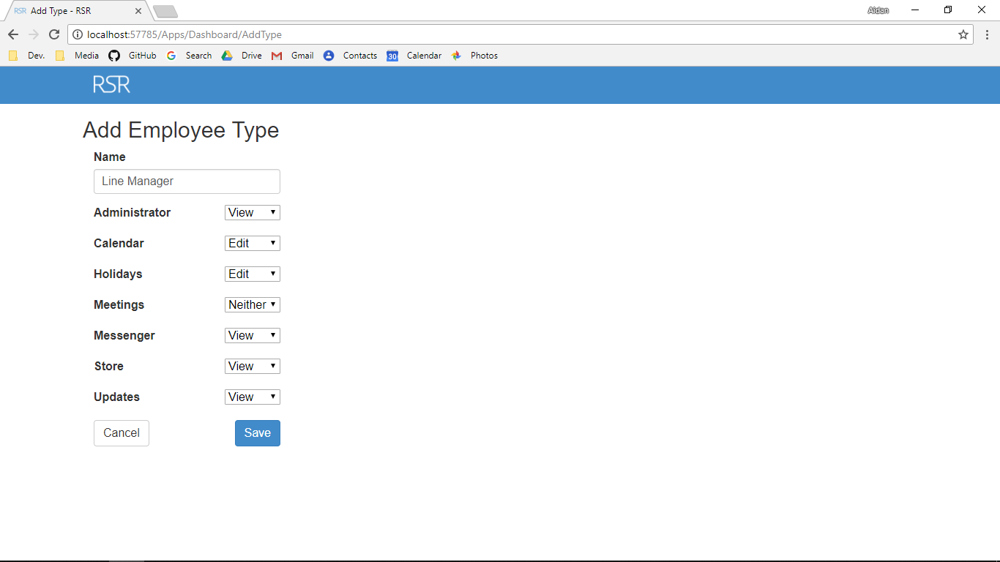 RSR Add Type - RSR
Aidan
localhost:57785/Apps/Dashboard/AddType
Dev. Media GitHub Search Drive Gmail 30 Contacts Calendar Photos
RSR
Add Employee Type
Name
Line Manager
Administrator View
Calendar Edit
Holidays Edit
Meetings Neither
Messenger View
Store View
Updates View
Cancel Save